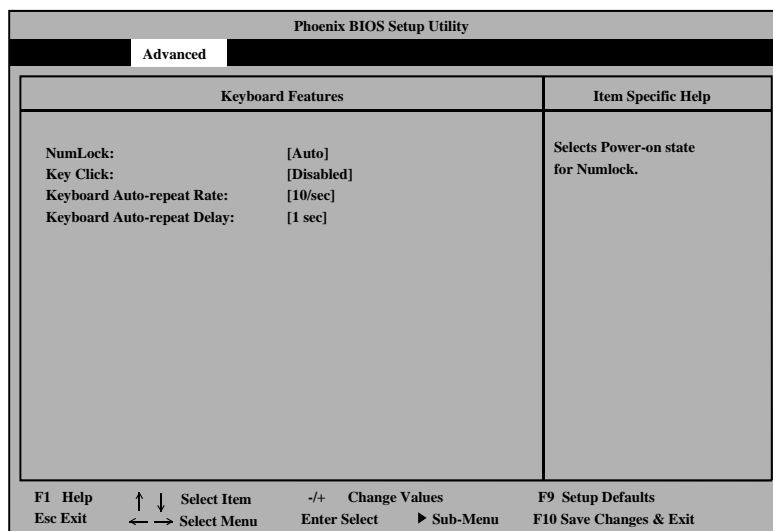 Phoenix BIOS Setup Utility
Advanced
Keyboard Features
Item Specific Help
NumLock: [Auto]
Key Click: [Disabled]
Keyboard Auto-repeat Rate: [10/sec]
Keyboard Auto-repeat Delay: [1 sec]
Selects Power-on state
for Numlock.
F1 Help ↑ ↓ Select Item -/+ Change Values F9 Setup Defaults
Esc Exit ← → Select Menu Enter Select ▶ Sub-Menu F10 Save Changes & Exit